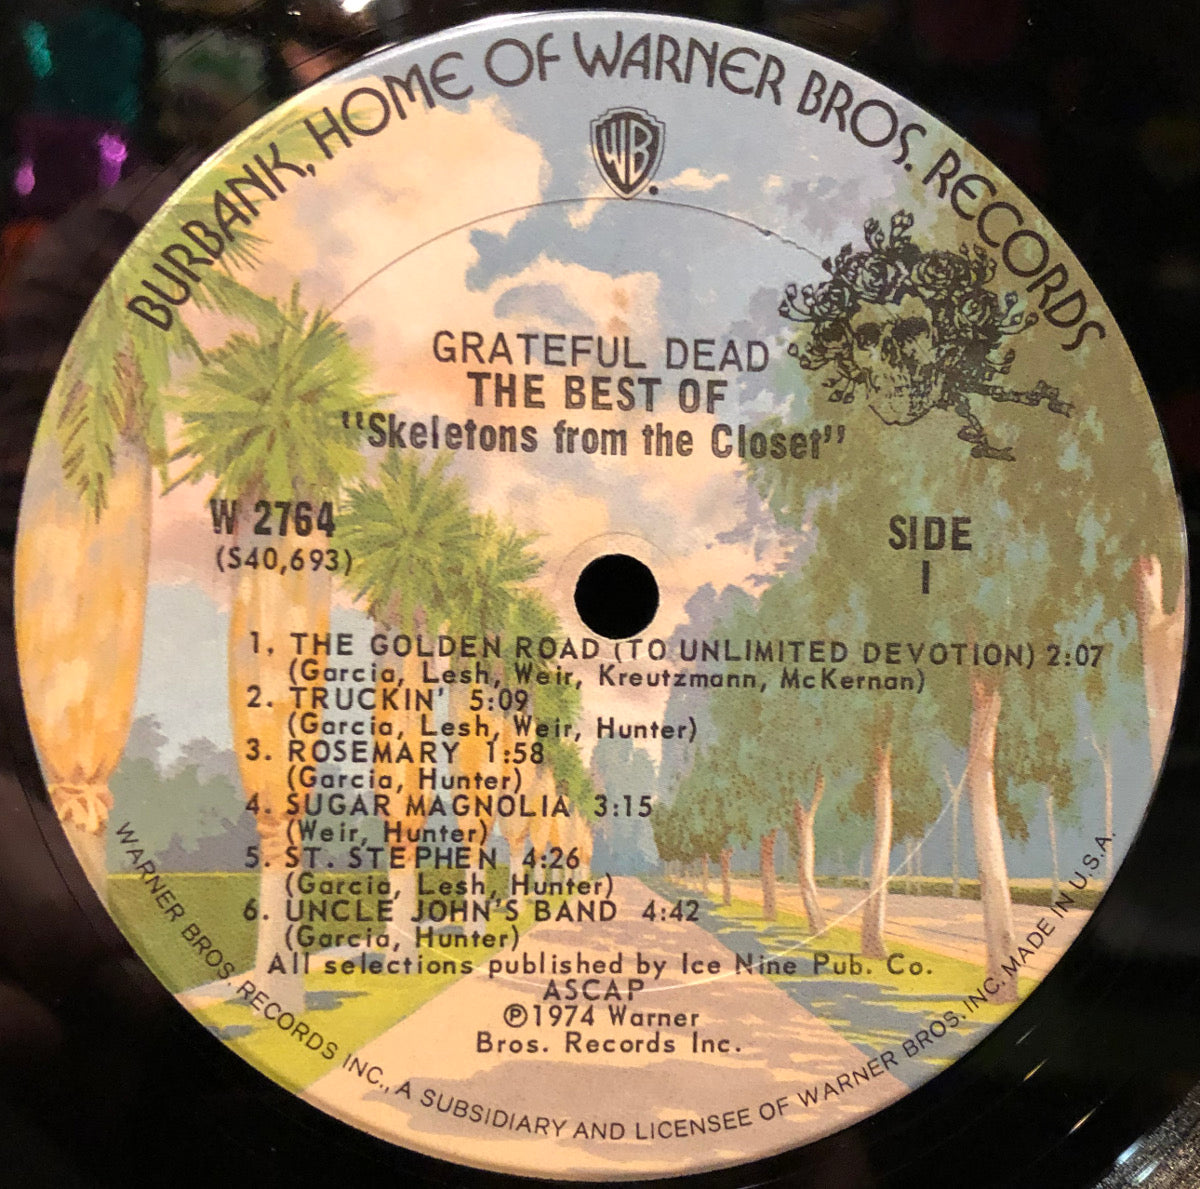 BURBANK, HOME OF WARNER BROS. RECORDS
WB
GRATEFUL DEAD
THE BEST OF
"Skeletons from the Closet"
W 2764
(S40,693)
SIDE
1
1. THE GOLDEN ROAD (TO UNLIMITED DEVOTION) 2:07
(Garcia, Lesh, Weir, Kreutzmann, McKernan)
2. TRUCKIN' 5:09
(Garcia, Lesh, Weir, Hunter)
3. ROSEMARY 1:58
(Garcia, Hunter)
4. SUGAR MAGNOLIA 3:15
(Weir, Hunter)
5. ST. STEPHEN 4:26
(Garcia, Lesh, Hunter)
6. UNCLE JOHN'S BAND 4:42
(Garcia, Hunter)
All selections published by Ice Nine Pub. Co.
ASCAP
℗1974 Warner
Bros. Records Inc.
WARNER BROS. RECORDS INC., A SUBSIDIARY AND LICENSEE OF WARNER BROS. INC. MADE IN U.S.A.